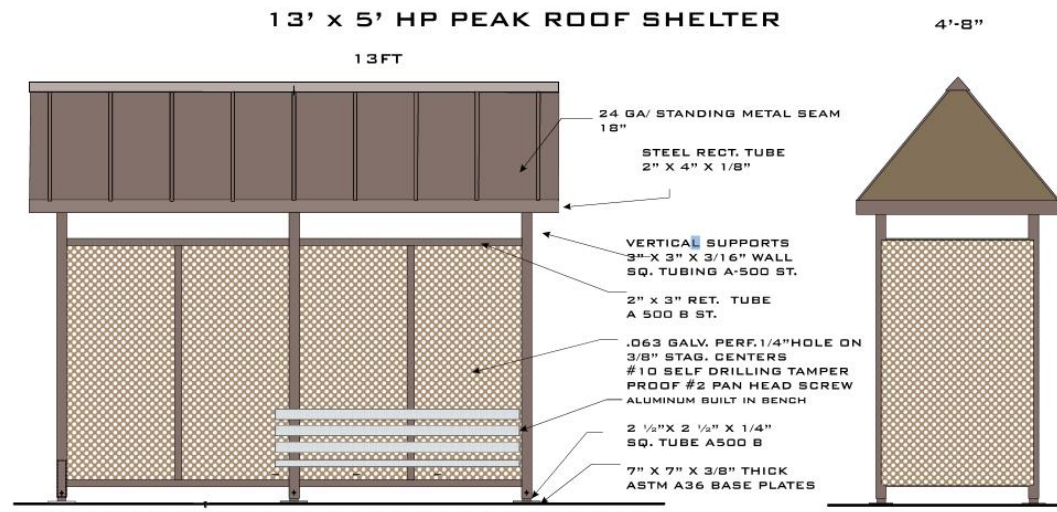 13' x 5' HP PEAK ROOF SHELTER
4'-8"
13FT
24 GA/ STANDING METAL SEAM
18"
STEEL RECT. TUBE
2" X 4" X 1/8"
VERTICAL SUPPORTS
3" X 3" X 3/16" WALL
SQ. TUBING A-500 ST.
2" x 3" RET. TUBE
A 500 B ST.
.063 GALV. PERF.1/4"HOLE ON
3/8" STAG. CENTERS
#10 SELF DRILLING TAMPER
PROOF #2 PAN HEAD SCREW
ALUMINUM BUILT IN BENCH
2 ½"X 2 ½" X 1/4"
SQ. TUBE A500 B
7" X 7" X 3/8" THICK
ASTM A36 BASE PLATES